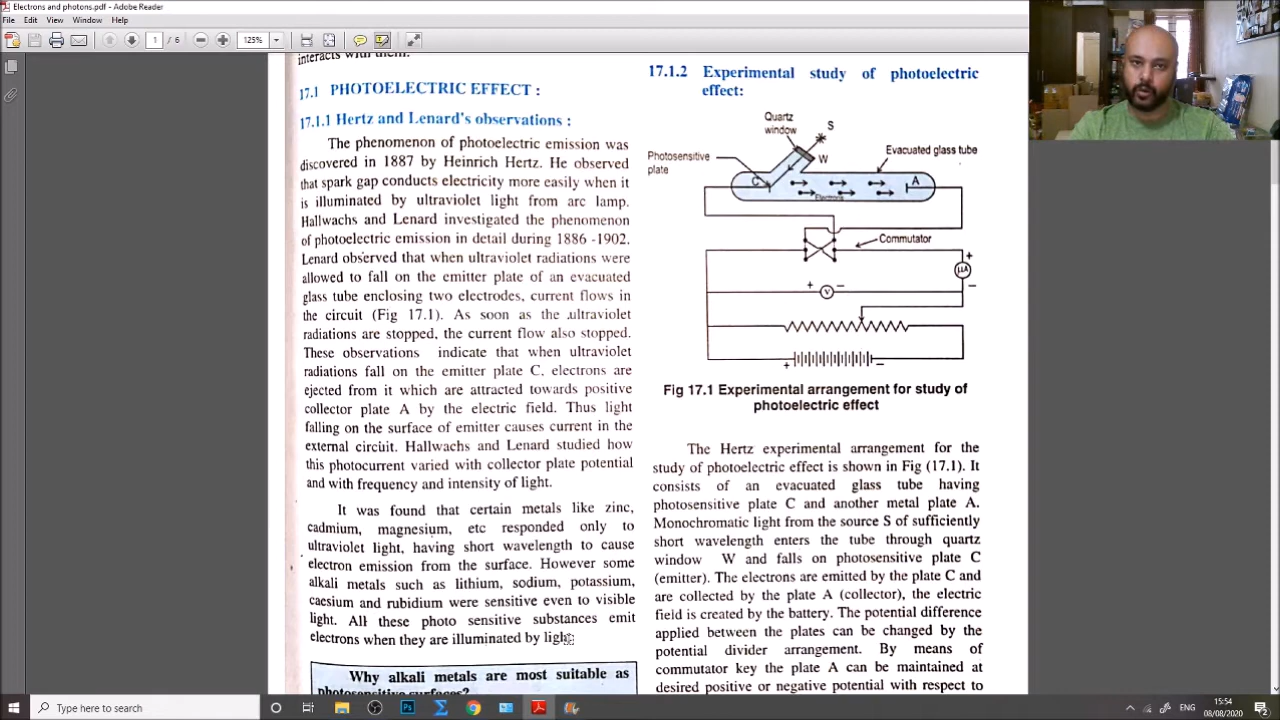 Electrons and photons.pdf - Adobe Reader
File Edit View Window Help
1 / 6 125%
interacts with them.
17.1 PHOTOELECTRIC EFFECT :
17.1.1 Hertz and Lenard's observations :
The phenomenon of photoelectric emission was
discovered in 1887 by Heinrich Hertz. He observed
that spark gap conducts electricity more easily when it
is illuminated by ultraviolet light from arc lamp.
Hallwachs and Lenard investigated the phenomenon
of photoelectric emission in detail during 1886 -1902.
Lenard observed that when ultraviolet radiations were
allowed to fall on the emitter plate of an evacuated
glass tube enclosing two electrodes, current flows in
the circuit (Fig 17.1). As soon as the ultraviolet
radiations are stopped, the current flow also stopped.
These observations indicate that when ultraviolet
radiations fall on the emitter plate C, electrons are
ejected from it which are attracted towards positive
collector plate A by the electric field. Thus light
falling on the surface of emitter causes current in the
external circuit. Hallwachs and Lenard studied how
this photocurrent varied with collector plate potential
and with frequency and intensity of light.
It was found that certain metals like zinc,
cadmium, magnesium, etc responded only to
ultraviolet light, having short wavelength to cause
electron emission from the surface. However some
alkali metals such as lithium, sodium, potassium,
caesium and rubidium were sensitive even to visible
light. All these photo sensitive substances emit
electrons when they are illuminated by light.
Why alkali metals are most suitable as
photosensitive surfaces?
17.1.2 Experimental study of photoelectric
effect:
Quartz
window
S
W
Photosensitive
plate
Evacuated glass tube
C
A
Electrons
Commutator
+
μA
−
+ V −
+ −
Fig 17.1 Experimental arrangement for study of
photoelectric effect
The Hertz experimental arrangement for the
study of photoelectric effect is shown in Fig (17.1). It
consists of an evacuated glass tube having
photosensitive plate C and another metal plate A.
Monochromatic light from the source S of sufficiently
short wavelength enters the tube through quartz
window W and falls on photosensitive plate C
(emitter). The electrons are emitted by the plate C and
are collected by the plate A (collector), the electric
field is created by the battery. The potential difference
applied between the plates can be changed by the
potential divider arrangement. By means of
commutator key the plate A can be maintained at
desired positive or negative potential with respect to
Type here to search
15:54
08/08/2020
2